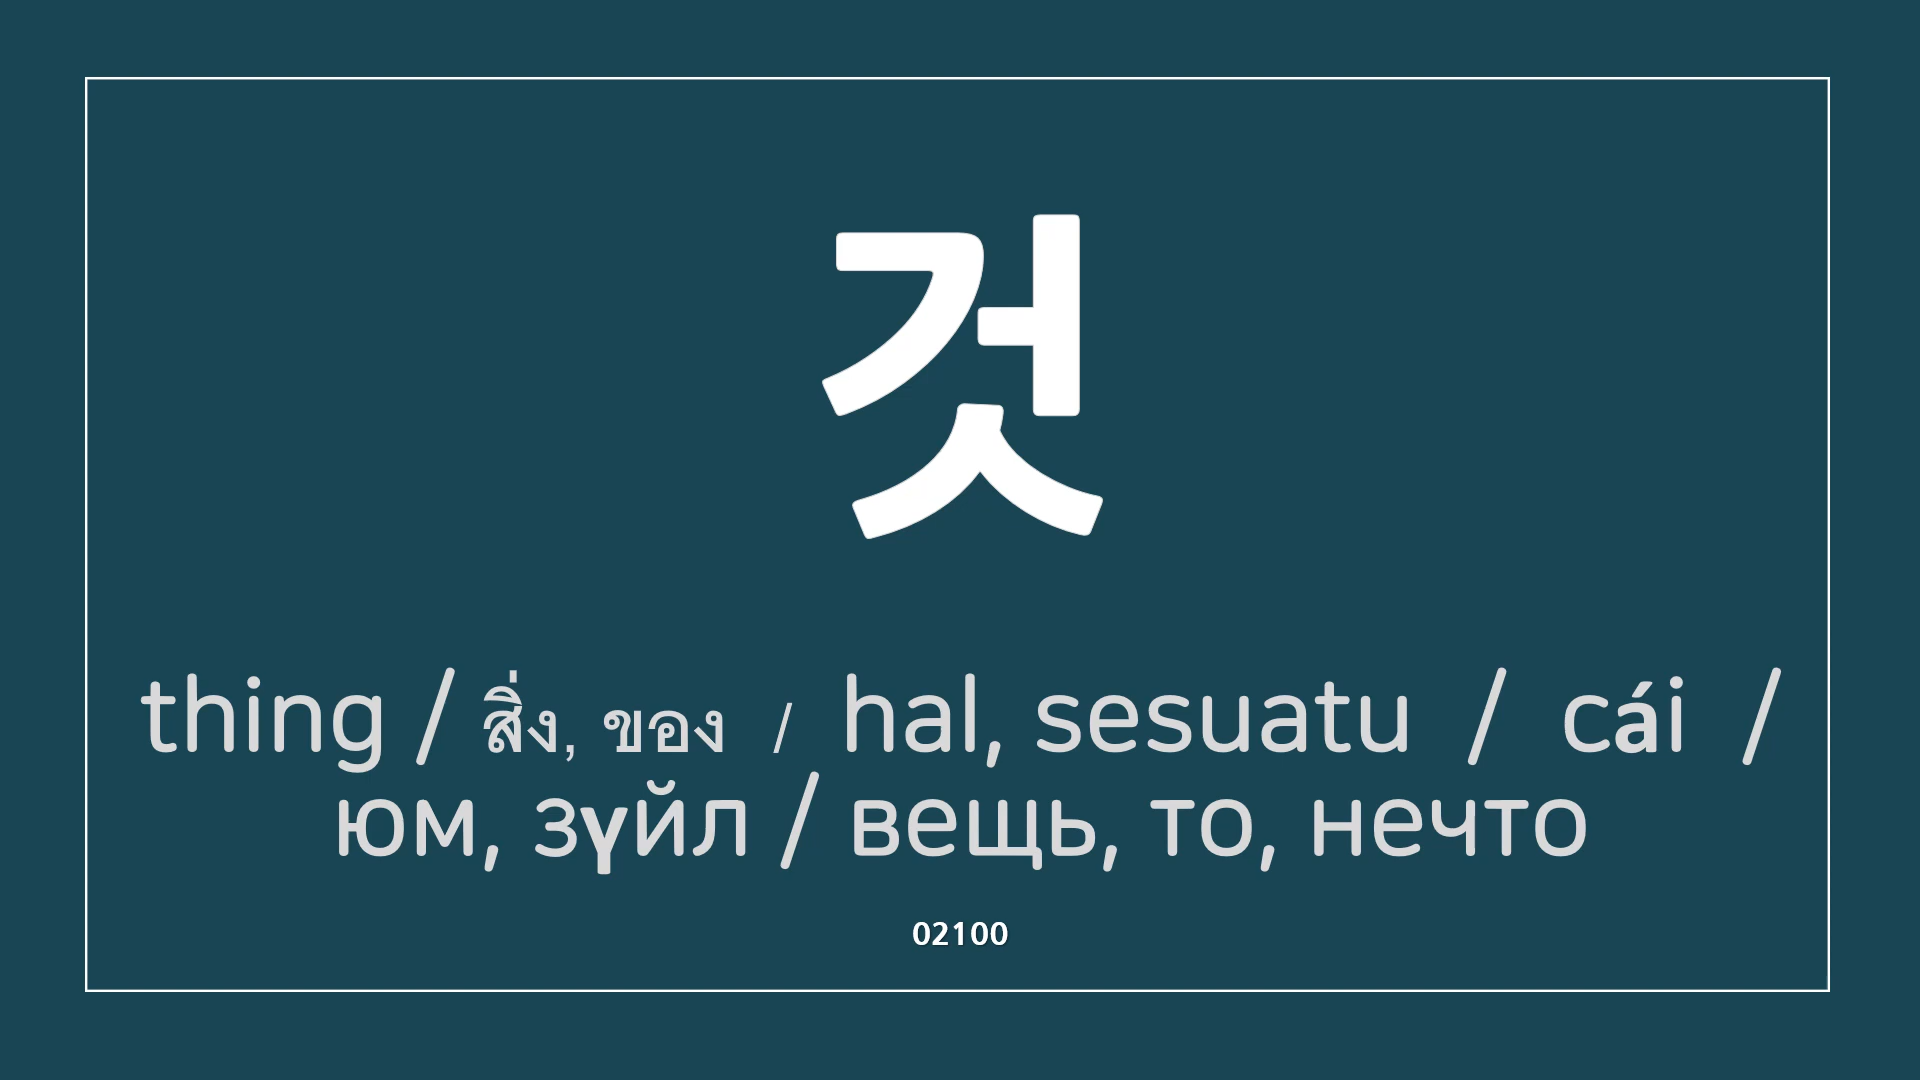 것
thing / สิ่ง, ของ / hal, sesuatu / cái /
юм, зүйл / вещь, то, нечто
02100